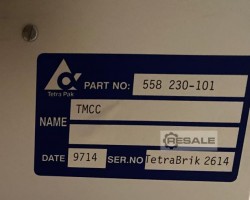 Tetra Pak
PART NO: 558 230-101
NAME TMCC
RESALE
DATE 9714 SER.NO TetraBrik 2614